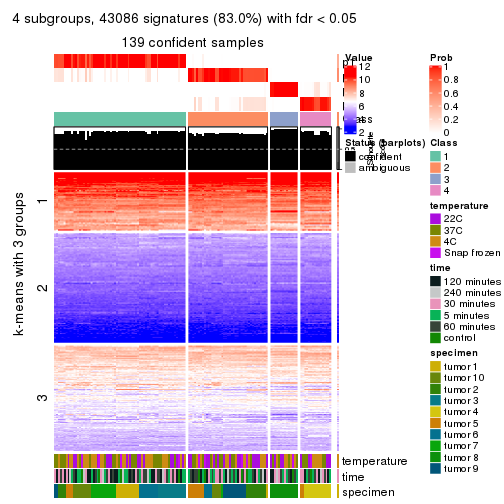 4 subgroups, 43086 signatures (83.0%) with fdr < 0.05
139 confident samples
k-means with 3 groups
1
2
3
temperature
time
specimen
Value
12
10
8
6
4
2
Status (barplots)
confident
ambiguous
Prob
1
0.8
0.6
0.4
0.2
0
Class
1
2
3
4
temperature
22C
37C
4C
Snap frozen
time
120 minutes
240 minutes
30 minutes
5 minutes
60 minutes
control
specimen
tumor 1
tumor 10
tumor 2
tumor 3
tumor 4
tumor 5
tumor 6
tumor 7
tumor 8
tumor 9